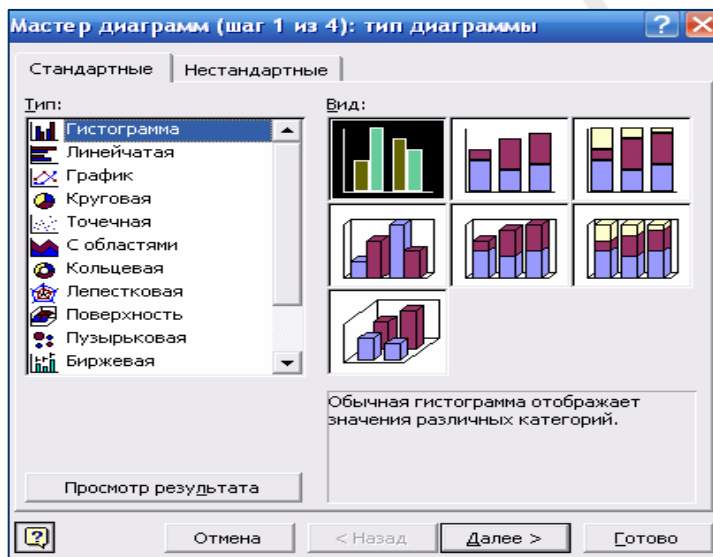 Мастер диаграмм (шаг 1 из 4): тип диаграммы
Стандартные
Нестандартные
Тип:
Гистограмма
Линейчатая
График
Круговая
Точечная
С областями
Кольцевая
Лепестковая
Поверхность
Пузырьковая
Биржевая
Вид:
Обычная гистограмма отображает
значения различных категорий.
Просмотр результата
Отмена
< Назад
Далее >
Готово